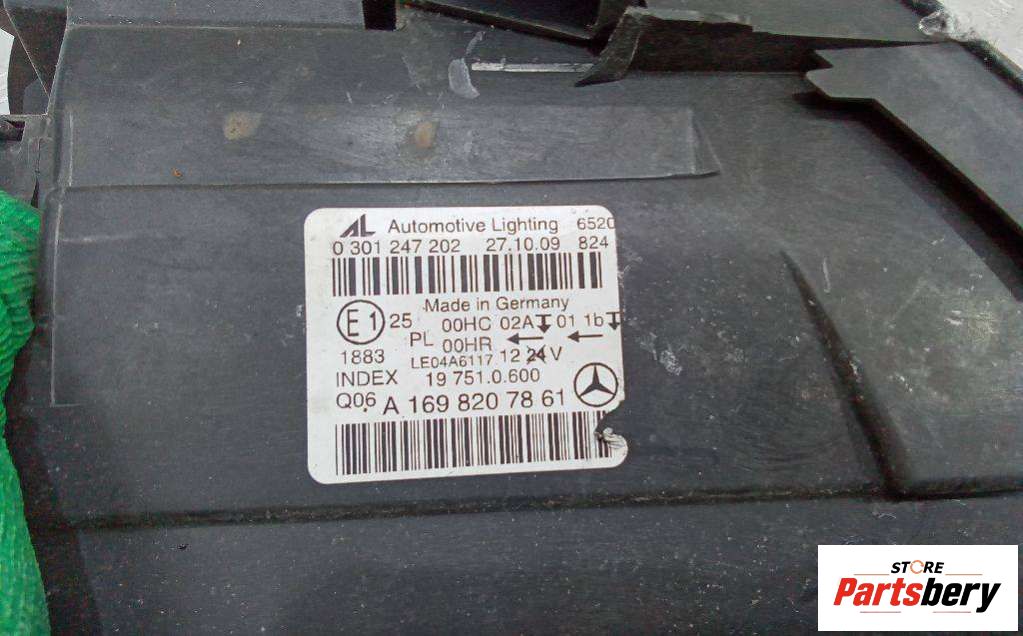 AL Automotive Lighting 6520
0 301 247 202 27.10.09 824
Made in Germany
E1 25 00HC 02A 01 1b
PL 00HR
1883 LE04A6117 12 24 V
INDEX 19 751.0.600
Q06 A 169 820 78 61
STORE
Partsbery